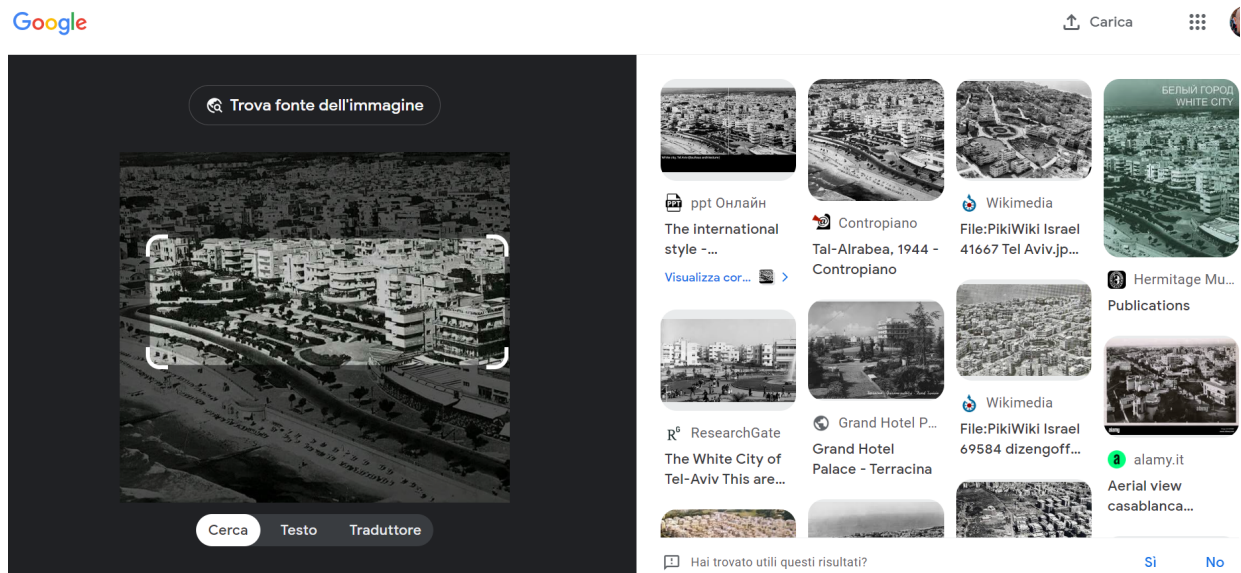 Google
Carica
Trova fonte dell'immagine
Cerca
Testo
Traduttore
ppt Онлайн
The international
style -...
Visualizza cor...
ResearchGate
The White City of
Tel-Aviv This are...
Contropiano
Tal-Alrabea, 1944 -
Contropiano
Grand Hotel P...
Grand Hotel
Palace - Terracina
Wikimedia
File:PikiWiki Israel
41667 Tel Aviv.jp...
Wikimedia
File:PikiWiki Israel
69584 dizengoff...
БЕЛЫЙ ГОРОД
WHITE CITY
Hermitage Mu...
Publications
alamy
alamy.it
Aerial view
casablanca...
Hai trovato utili questi risultati?
Sì
No